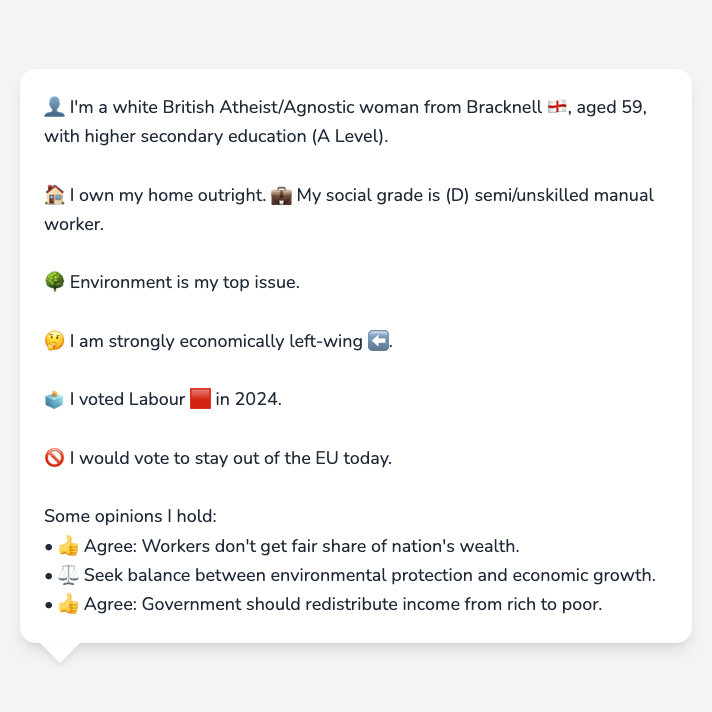 👤 I'm a white British Atheist/Agnostic woman from Bracknell 🏴󠁧󠁢󠁥󠁮󠁧󠁿, aged 59,
with higher secondary education (A Level).
🏠 I own my home outright. 💼 My social grade is (D) semi/unskilled manual
worker.
🌳 Environment is my top issue.
🤔 I am strongly economically left-wing ⬅️.
🗳️ I voted Labour 🟥 in 2024.
🚫 I would vote to stay out of the EU today.
Some opinions I hold:
• 👍 Agree: Workers don't get fair share of nation's wealth.
• ⚖️ Seek balance between environmental protection and economic growth.
• 👍 Agree: Government should redistribute income from rich to poor.